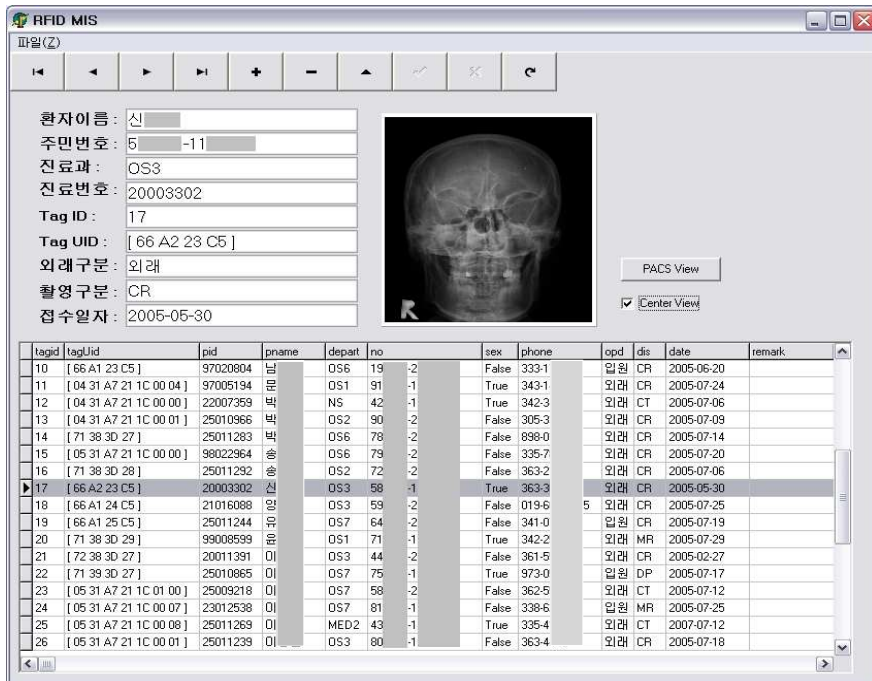 RFID MIS
파일(Z)
환자이름 : 신
주민번호 : 5 -11
진료과 : OS3
진료번호 : 20003302
Tag ID : 17
Tag UID : [ 66 A2 23 C5 ]
외래구분 : 외래
촬영구분 : CR
접수일자 : 2005-05-30
R
PACS View
Center View
tagid tagUid pid pname depart no sex phone opd dis date remark
10 [ 66 A1 23 C5 ] 97020804 남 OS6 19 -2 False 333-1 입원 CR 2005-06-20
11 [ 04 31 A7 21 1C 00 04 ] 97005194 문 OS1 91 -1 True 343-1 외래 CR 2005-07-24
12 [ 04 31 A7 21 1C 00 00 ] 22007359 박 NS 42 -1 True 342-3 외래 CT 2005-07-06
13 [ 04 31 A7 21 1C 00 01 ] 25010966 박 OS2 90 -2 False 305-3 외래 CR 2005-07-09
14 [ 71 38 3D 27 ] 25011283 박 OS6 78 -2 False 898-0 외래 CR 2005-07-14
15 [ 05 31 A7 21 1C 00 00 ] 98022964 송 OS6 79 -2 False 335-7 외래 CR 2005-07-20
16 [ 71 38 3D 28 ] 25011292 송 OS2 72 -2 False 363-2 외래 CR 2005-07-06
17 [ 66 A2 23 C5 ] 20003302 신 OS3 58 -1 True 363-3 외래 CR 2005-05-30
18 [ 66 A1 24 C5 ] 21016088 양 OS3 59 -2 False 019-6 5 외래 CR 2005-07-25
19 [ 66 A1 25 C5 ] 25011244 유 OS7 64 -2 False 341-0 입원 CR 2005-07-19
20 [ 71 38 3D 29 ] 99008599 윤 OS1 71 -1 True 342-2 외래 MR 2005-07-29
21 [ 72 38 3D 27 ] 20011391 이 OS3 44 -2 False 361-5 외래 CR 2005-02-27
22 [ 71 39 3D 27 ] 25010865 이 OS7 75 -1 True 973-0 입원 DP 2005-07-17
23 [ 05 31 A7 21 1C 01 00 ] 25009218 이 OS7 58 -2 False 362-5 외래 CT 2005-07-12
24 [ 05 31 A7 21 1C 00 07 ] 23012538 이 OS7 81 -1 False 338-6 입원 MR 2005-07-25
25 [ 05 31 A7 21 1C 00 08 ] 25011269 이 MED2 43 -1 True 335-4 외래 CT 2007-07-12
26 [ 05 31 A7 21 1C 00 01 ] 25011239 이 OS3 80 -1 False 363-4 외래 CR 2005-07-18